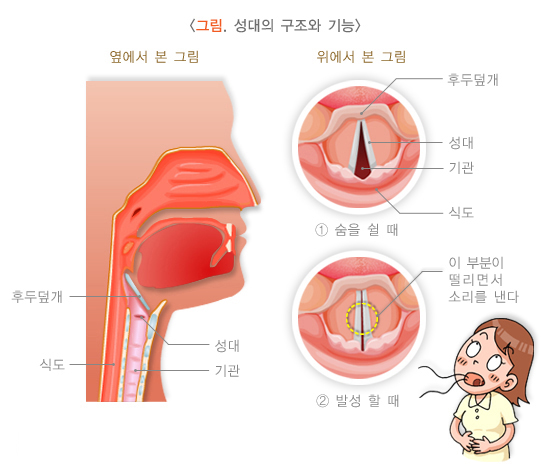 <그림. 성대의 구조와 기능>
옆에서 본 그림
후두덮개
식도
성대
기관
위에서 본 그림
후두덮개
성대
기관
식도
① 숨을 쉴 때
이 부분이
떨리면서
소리를 낸다
② 발성 할 때